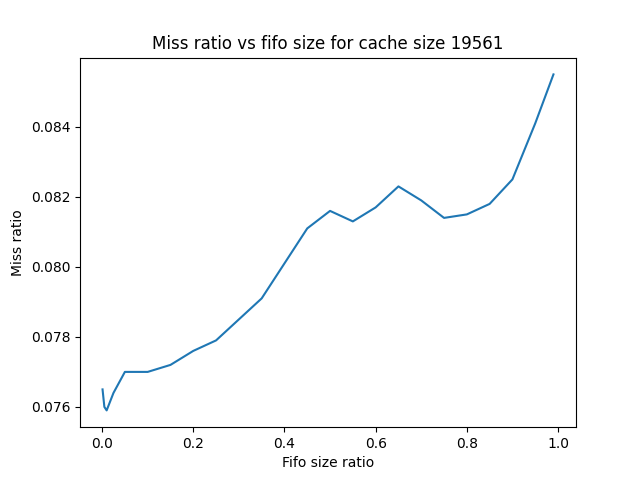 Miss ratio vs fifo size for cache size 19561
0.084
0.082
0.080
0.078
0.076
Miss ratio
0.0 0.2 0.4 0.6 0.8 1.0
Fifo size ratio